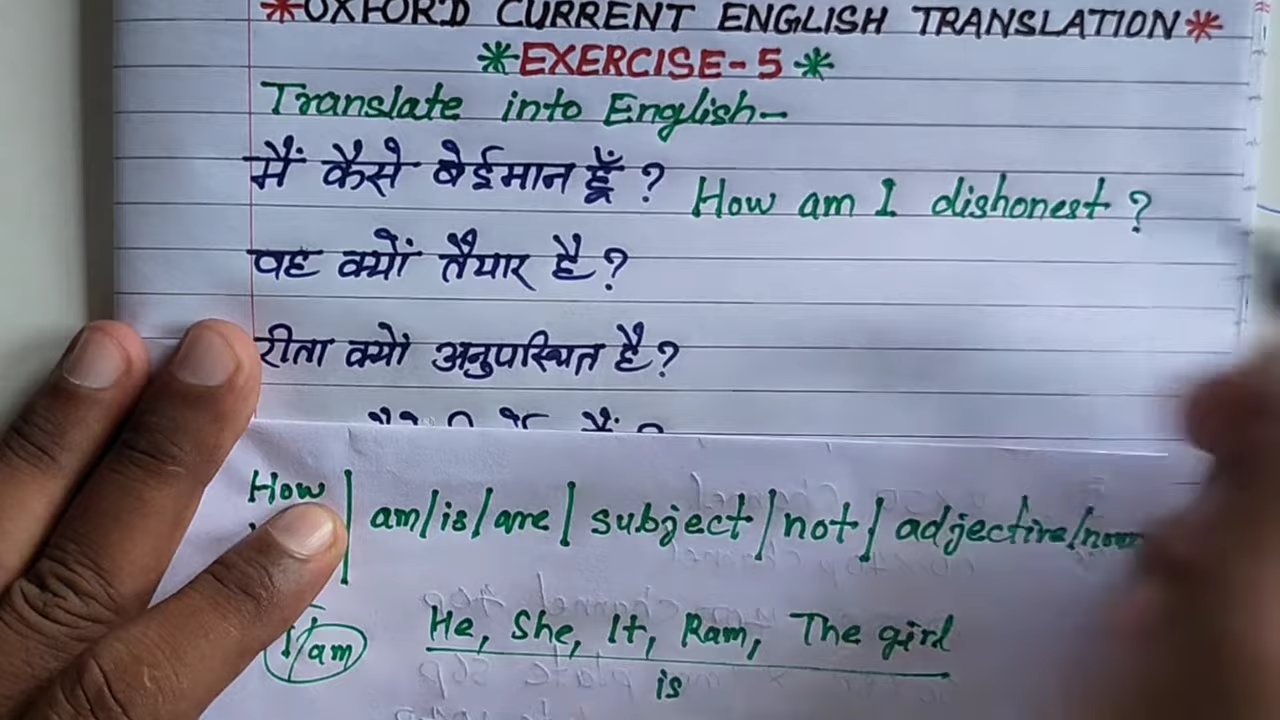 *OXFORD CURRENT ENGLISH TRANSLATION*
*EXERCISE-5*
Translate into English-
मैं कैसे बेईमान हूँ? How am I dishonest?
वह क्यों तैयार है?
रीता क्यों अनुपस्थित है?
How | am/is/are | subject | not | adjective/noun
I/am He, She, It, Ram, The girl
is